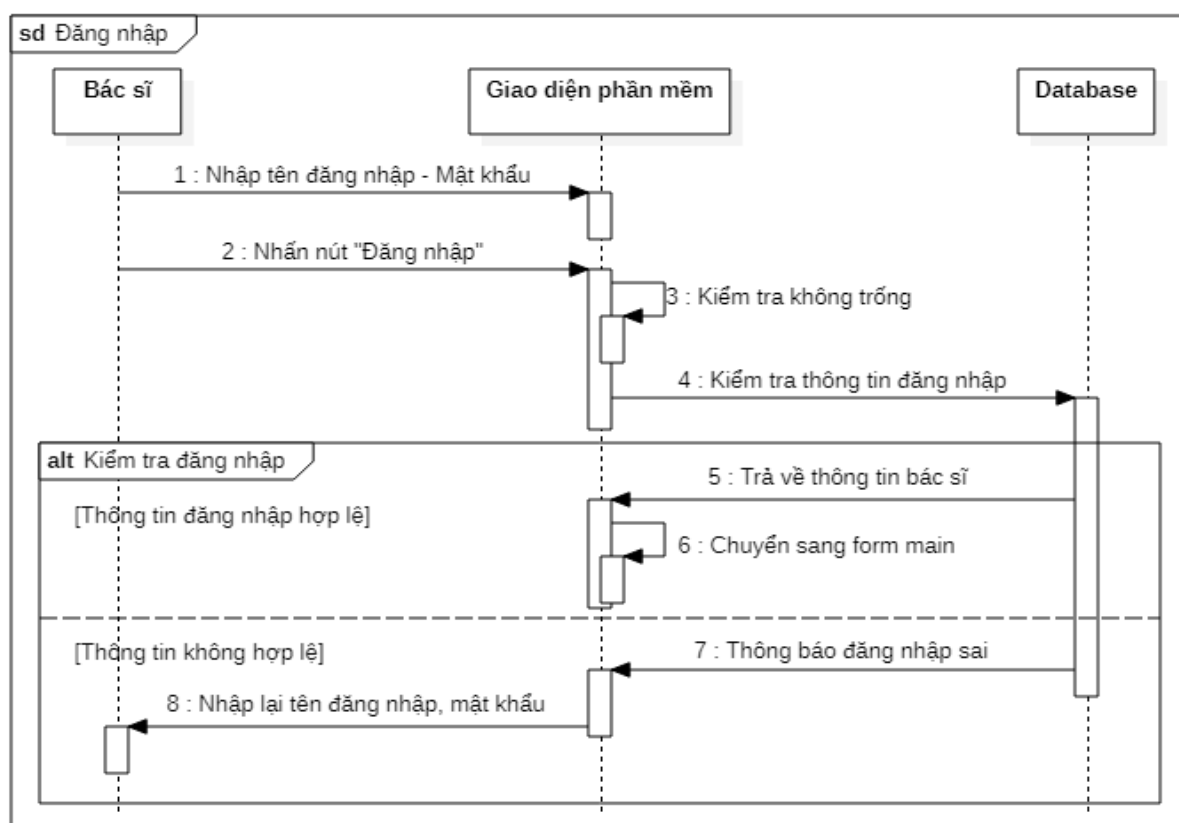 sd Đăng nhập
Bác sĩ
Giao diện phần mềm
Database
1 : Nhập tên đăng nhập - Mật khẩu
2 : Nhấn nút "Đăng nhập"
3 : Kiểm tra không trống
4 : Kiểm tra thông tin đăng nhập
alt Kiểm tra đăng nhập
5 : Trả về thông tin bác sĩ
[Thông tin đăng nhập hợp lệ]
6 : Chuyển sang form main
[Thông tin không hợp lệ]
7 : Thông báo đăng nhập sai
8 : Nhập lại tên đăng nhập, mật khẩu